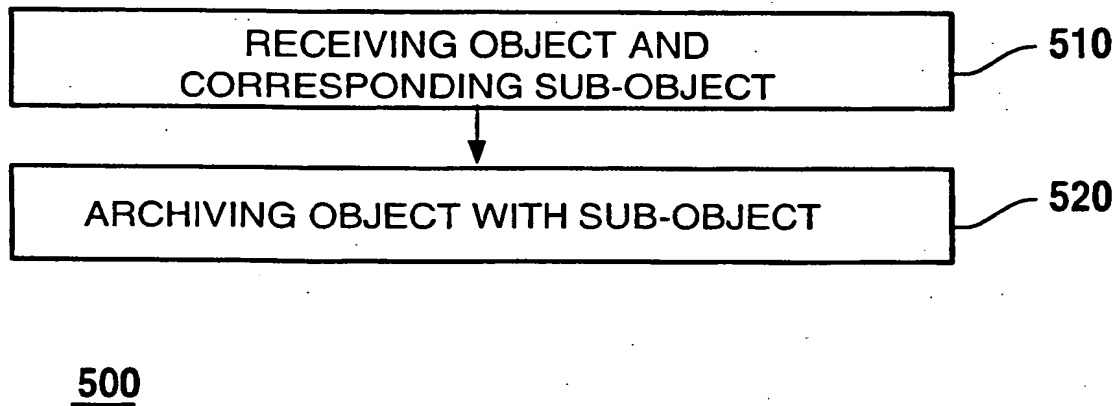 RECEIVING OBJECT AND
CORRESPONDING SUB-OBJECT
510
ARCHIVING OBJECT WITH SUB-OBJECT
520
500